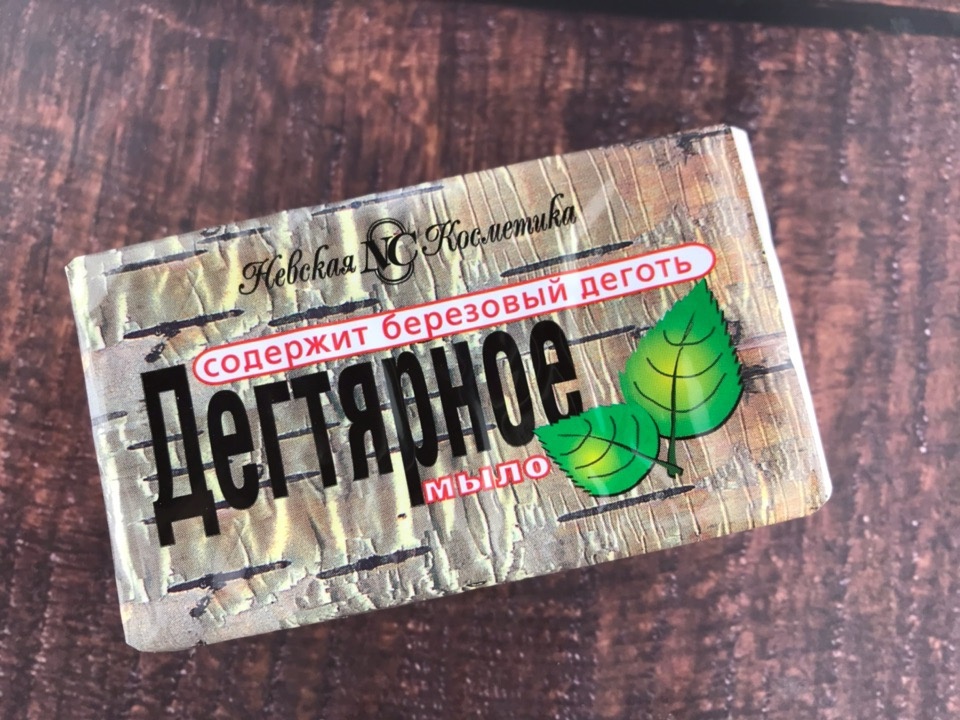 Невская NC Косметика
содержит березовый деготь
Дегтярное
мыло